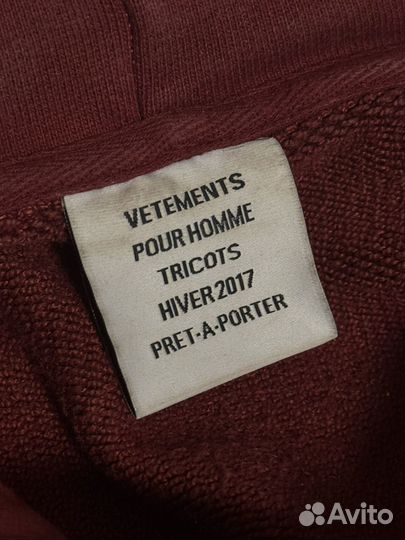 VETEMENTS
POUR HOMME
TRICOTS
HIVER 2017
PRET-A-PORTER
Avito